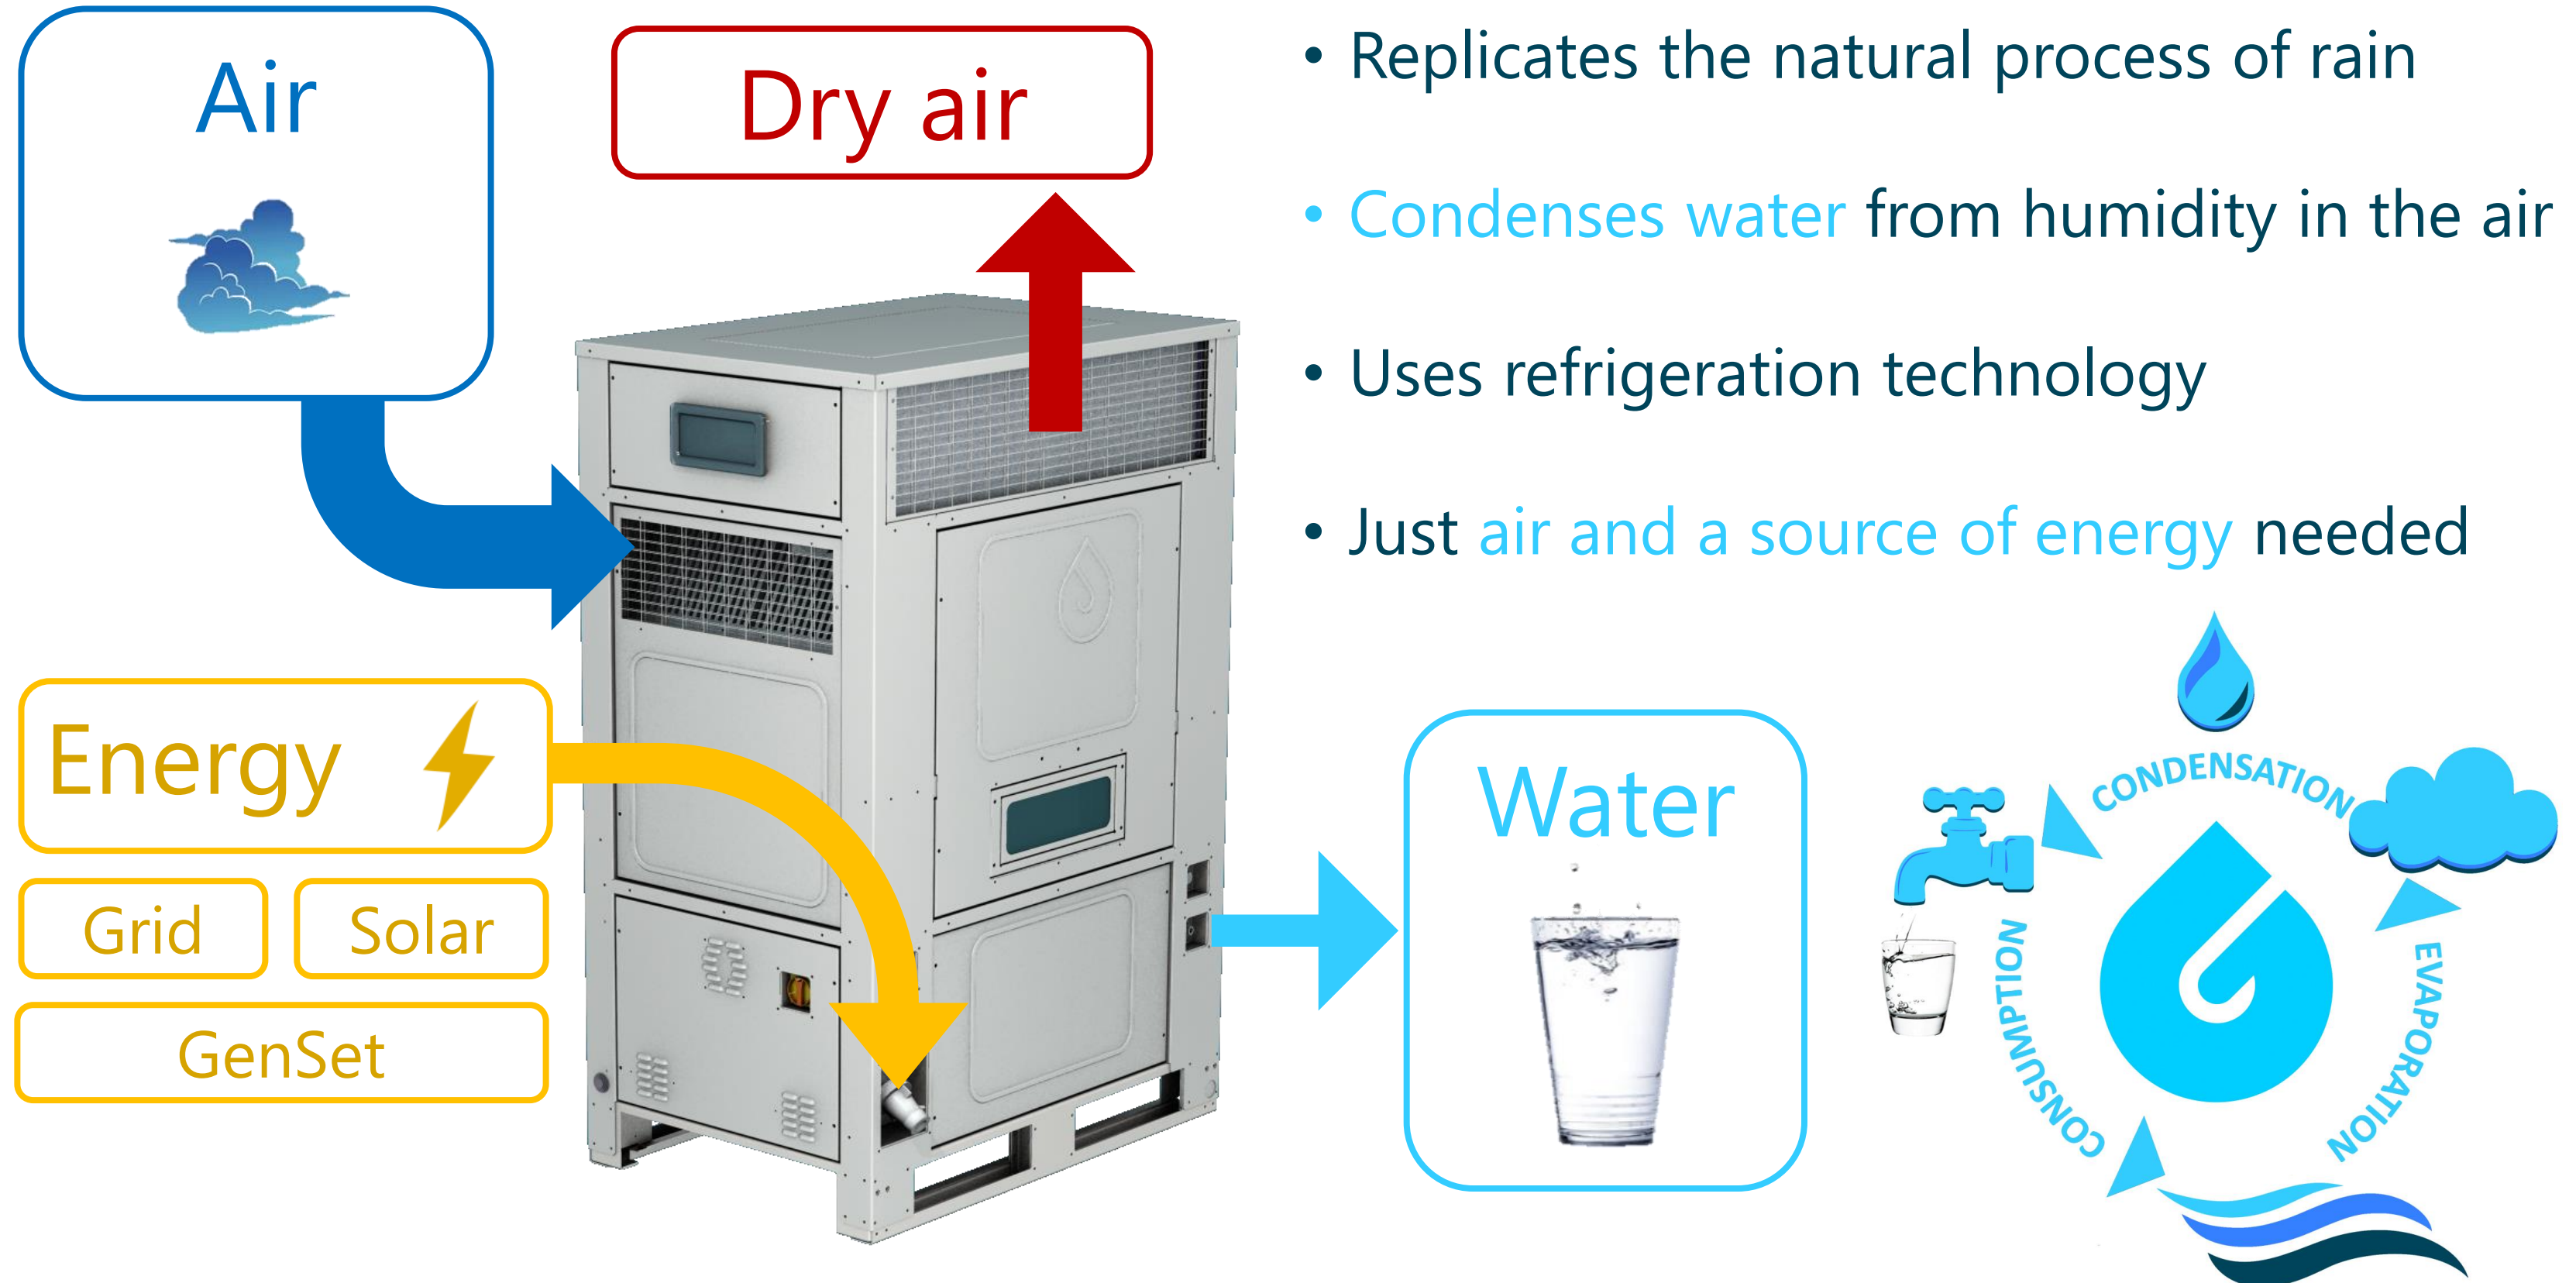 Air
Dry air
• Replicates the natural process of rain
• Condenses water from humidity in the air
• Uses refrigeration technology
• Just air and a source of energy needed
Energy
Grid
Solar
GenSet
Water
CONDENSATION
EVAPORATION
CONSUMPTION